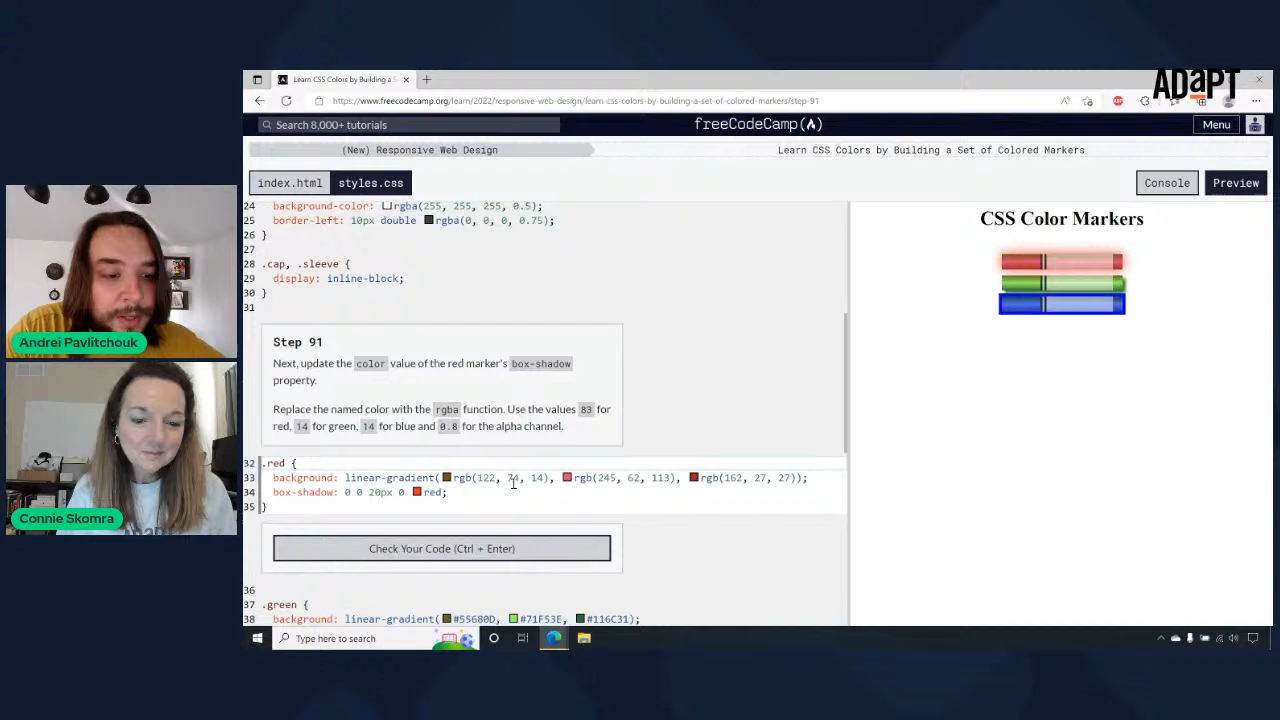 ADaPT
Learn CSS Colors by Building a S
https://www.freecodecamp.org/learn/2022/responsive-web-design/learn-css-colors-by-building-a-set-of-colored-markers/step-91
Search 8,000+ tutorials
freeCodeCamp
Menu
(New) Responsive Web Design
Learn CSS Colors by Building a Set of Colored Markers
index.html
styles.css
Console
Preview
24 background-color: rgba(255, 255, 255, 0.5);
25 border-left: 10px double rgba(0, 0, 0, 0.75);
26 }
27
28 .cap, .sleeve {
29 display: inline-block;
30 }
31
CSS Color Markers
Step 91
Next, update the color value of the red marker's box-shadow
property.
Replace the named color with the rgba function. Use the values 83 for
red, 14 for green, 14 for blue and 0.8 for the alpha channel.
32 .red {
33 background: linear-gradient(rgb(122, 74, 14), rgb(245, 62, 113), rgb(162, 27, 27));
34 box-shadow: 0 0 20px 0 red;
35 }
Check Your Code (Ctrl + Enter)
36
37 .green {
38 background: linear-gradient(#55680D, #71F53E, #116C31);
Type here to search
Andrei Pavlitchouk
Connie Skomra